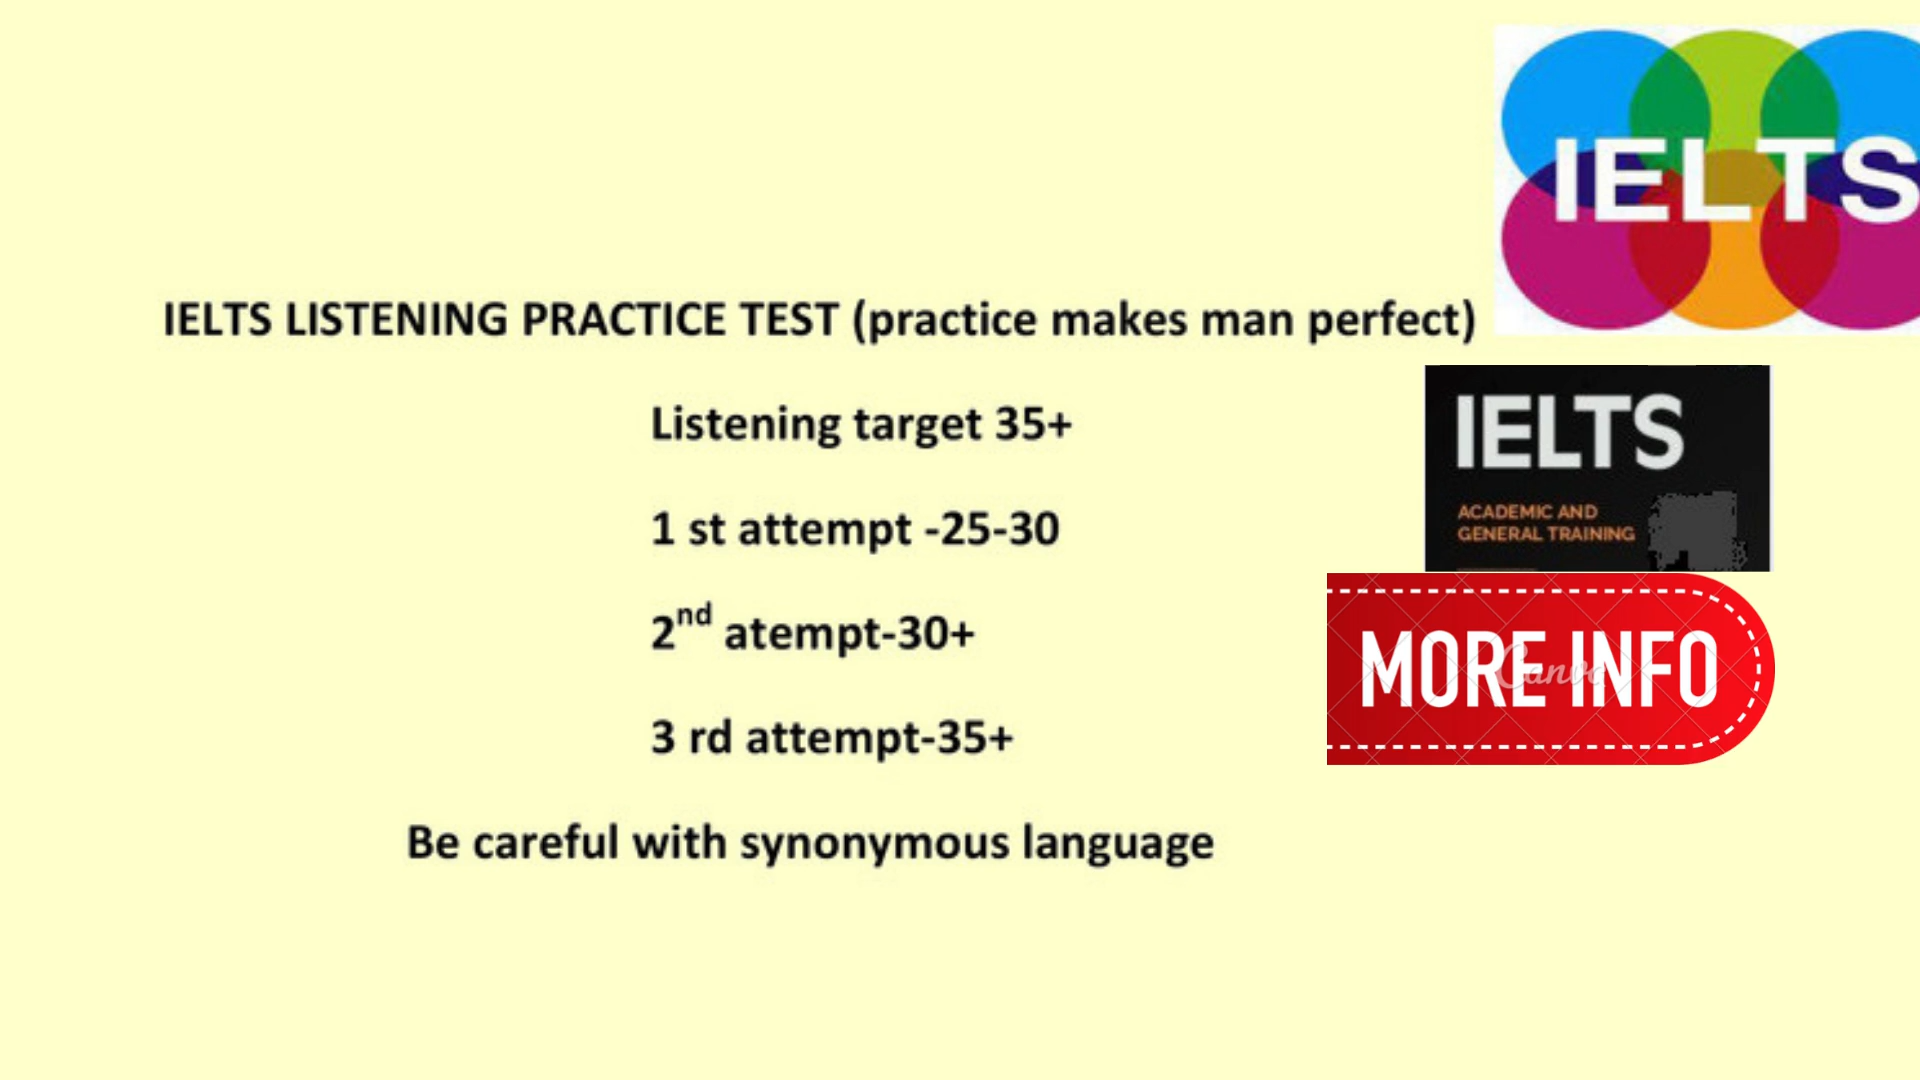 IELTS
IELTS LISTENING PRACTICE TEST (practice makes man perfect)
Listening target 35+
IELTS
ACADEMIC AND
GENERAL TRAINING
1 st attempt -25-30
2nd atempt-30+
MORE INFO
Canva
3 rd attempt-35+
Be careful with synonymous language